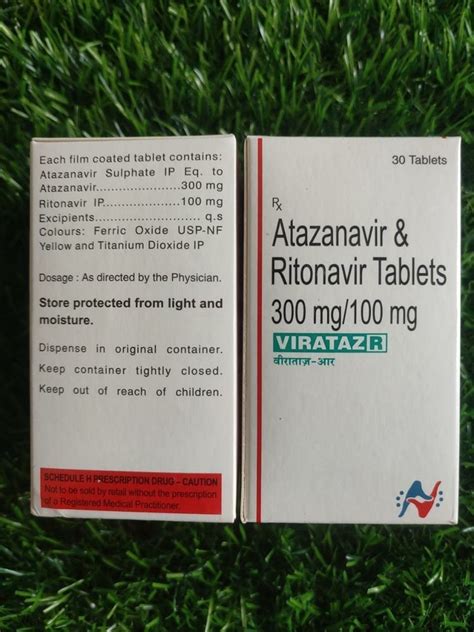 Each film coated tablet contains:
Atazanavir Sulphate IP Eq. to
Atazanavir....................300 mg
Ritonavir IP...................100 mg
Excipients..........................q.s
Colours: Ferric Oxide USP-NF
Yellow and Titanium Dioxide IP
Dosage : As directed by the Physician.
Store protected from light and
moisture.
Dispense in original container.
Keep container tightly closed.
Keep out of reach of children.
SCHEDULE H PRESCRIPTION DRUG – CAUTION
Not to be sold by retail without the prescription
of a Registered Medical Practitioner.
30 Tablets
Rx
Atazanavir &
Ritonavir Tablets
300 mg/100 mg
VIRATAZ R
वीराताज़-आर